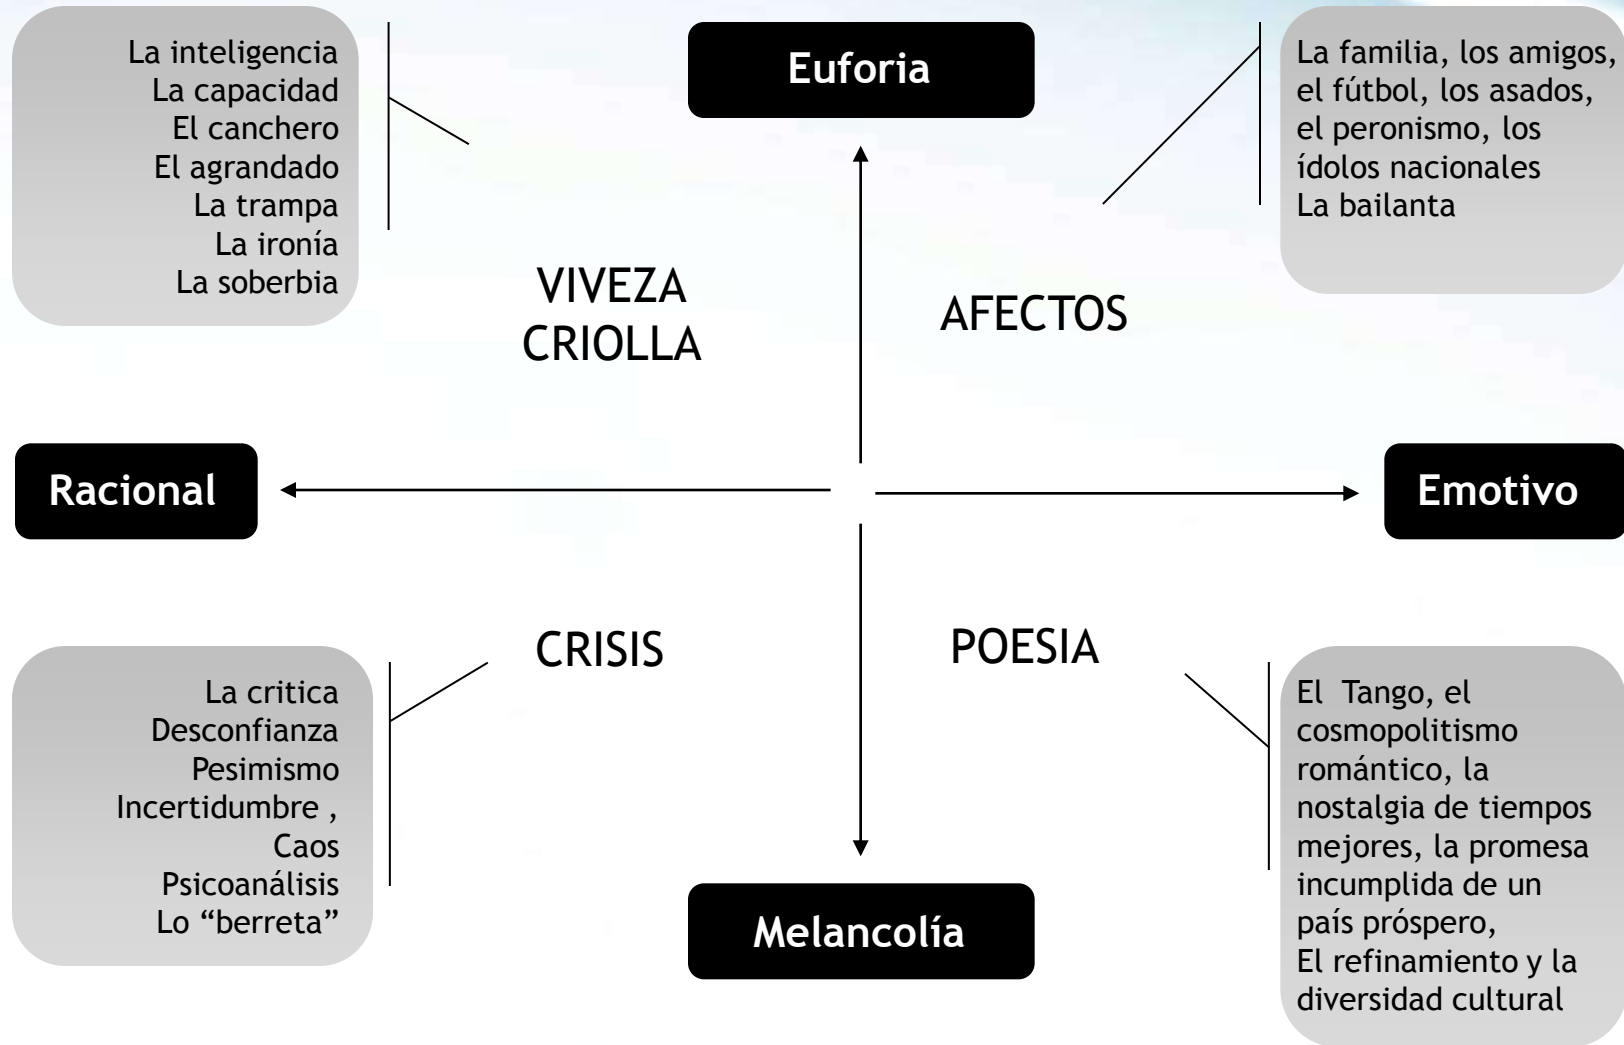 La inteligencia
La capacidad
El canchero
El agrandado
La trampa
La ironía
La soberbia
Euforia
La familia, los amigos,
el fútbol, los asados,
el peronismo, los
ídolos nacionales
La bailanta
VIVEZA
CRIOLLA
AFECTOS
Racional
Emotivo
CRISIS
POESIA
La critica
Desconfianza
Pesimismo
Incertidumbre ,
Caos
Psicoanálisis
Lo “berreta”
Melancolía
El Tango, el
cosmopolitismo
romántico, la
nostalgia de tiempos
mejores, la promesa
incumplida de un
país próspero,
El refinamiento y la
diversidad cultural